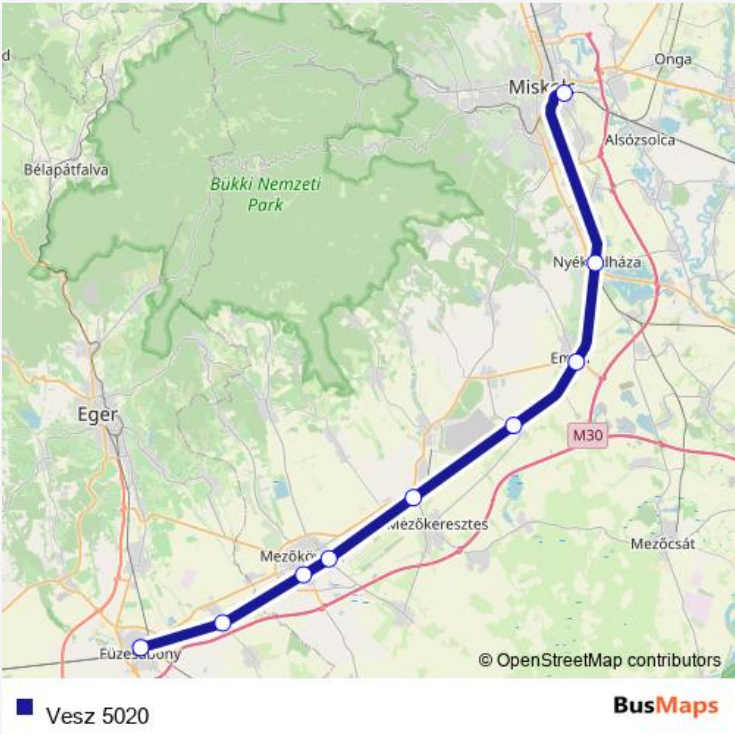 Onga
d
Alsózsolca
Bélapátfalva
Bükki Nemzeti
Park
Eger
M30
Mezőkeresztes
Mezőcsát
© OpenStreetMap contributors
Vesz 5020
BusMaps